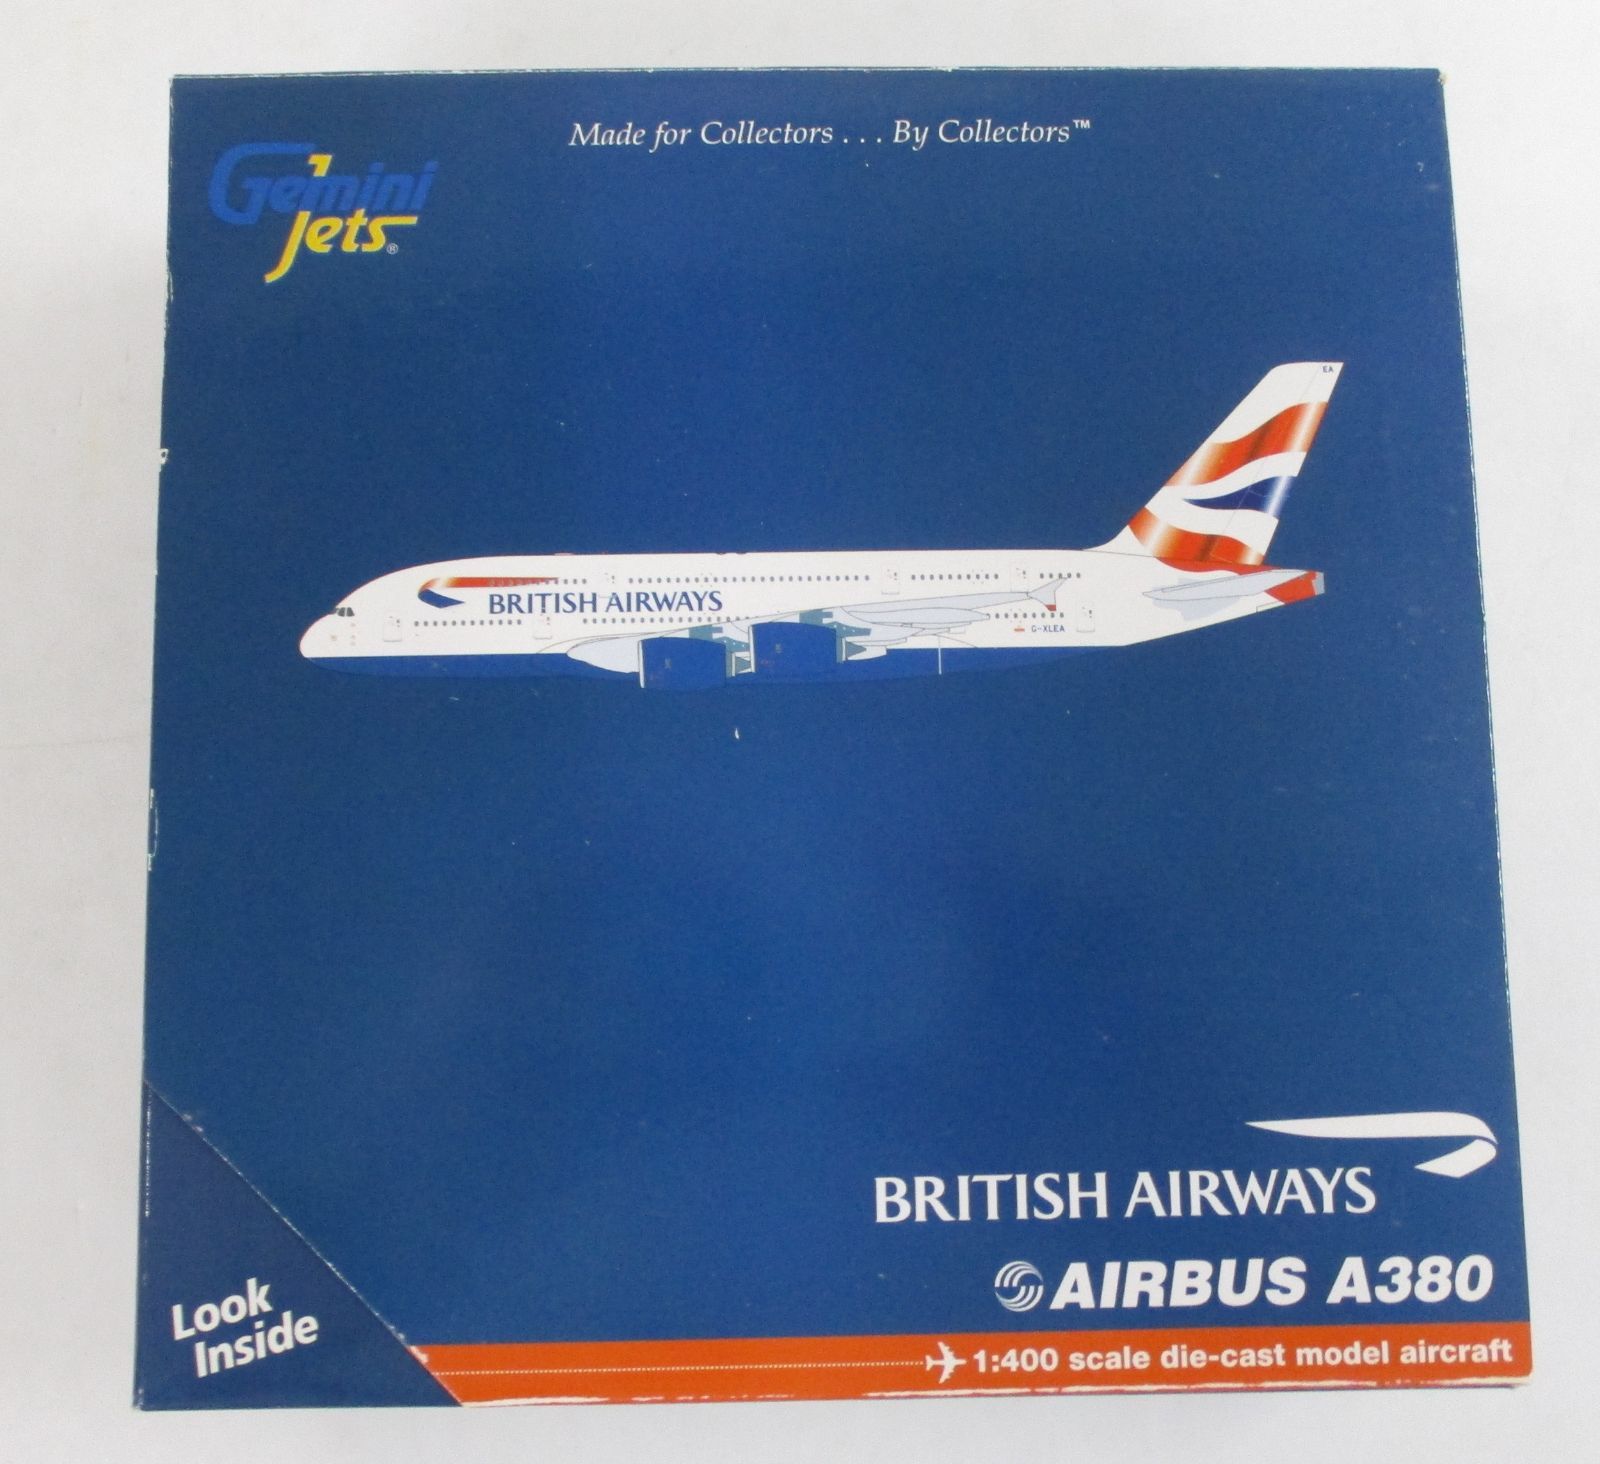 Made for Collectors . . . By Collectors™
Gemini
Jets®
EA
BRITISH AIRWAYS
G-XLEA
BRITISH AIRWAYS
AIRBUS A380
Look
Inside
1:400 scale die-cast model aircraft